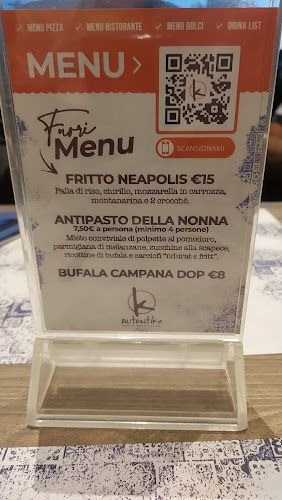 ✓ MENU PIZZA ✓ MENU RISTORANTE ✓ MENU DOLCI ✓ DRINK LIST
MENU >
SCANSIONAMI
Fuori
Menu
FRITTO NEAPOLIS €15
Palla di riso, ciurillo, mozzarella in carrozza,
montanarina e 2 crocchè.
ANTIPASTO DELLA NONNA
7,50€ a persona (minimo 4 persone)
Misto conviviale di polpette al pomodoro,
parmigiana di melanzane, zucchine alla scapece,
ricottine di bufala e carciofi "ndurat e fritt".
BUFALA CAMPANA DOP €8
k